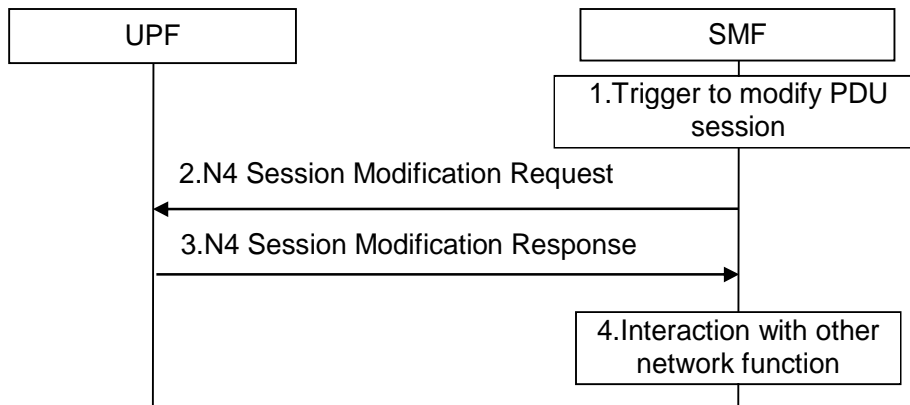 UPF
SMF
1.Trigger to modify PDU
session
2.N4 Session Modification Request
3.N4 Session Modification Response
4.Interaction with other
network function